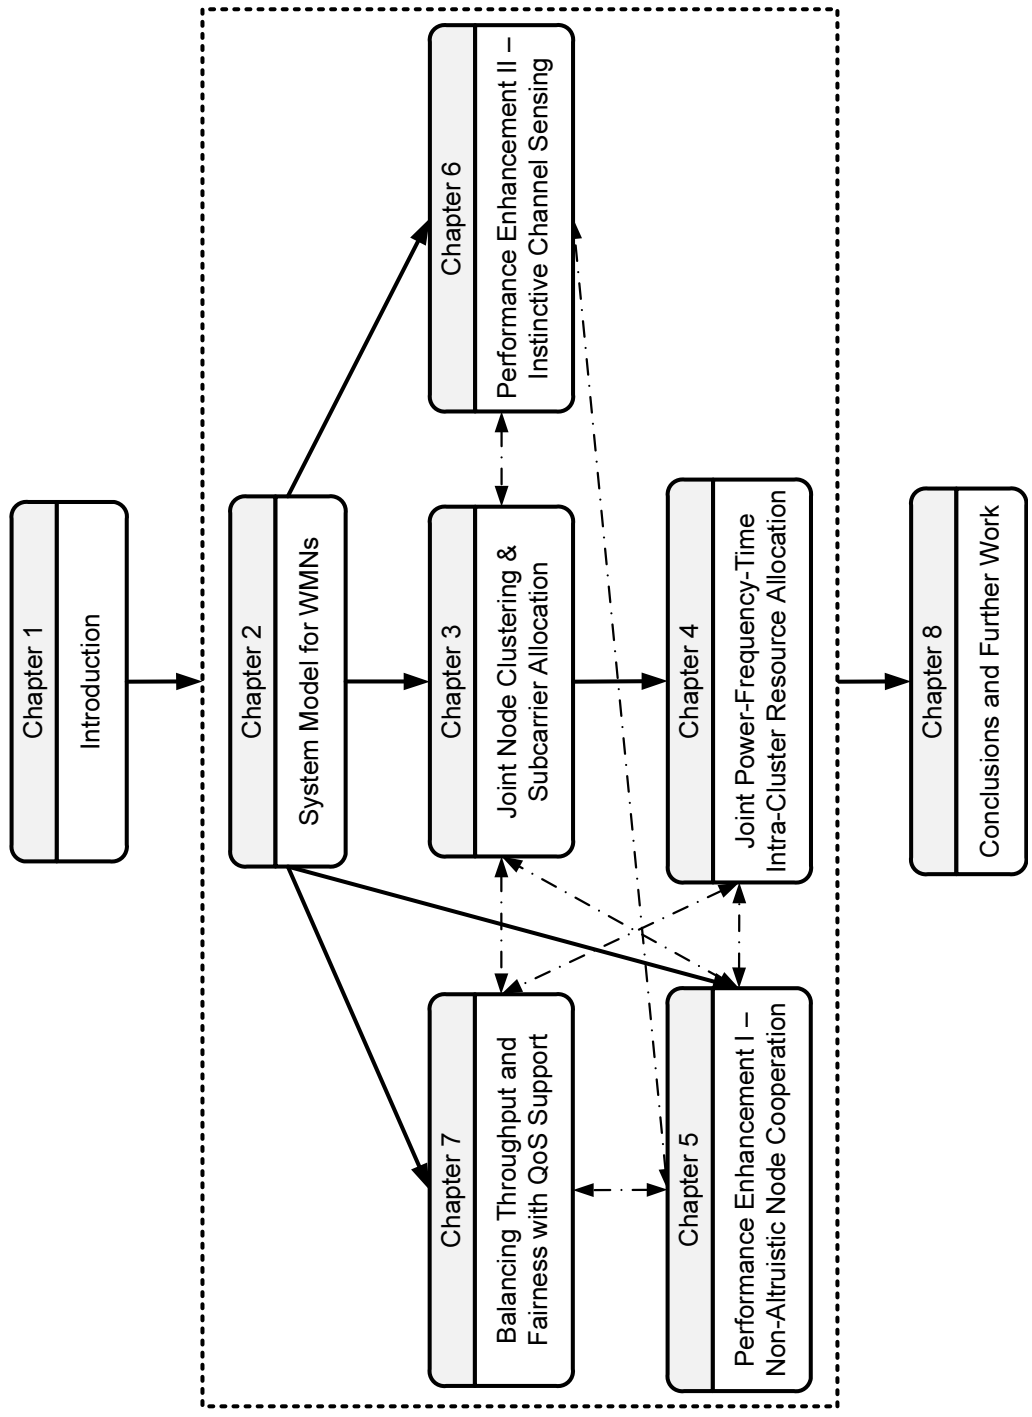 Chapter 1
Introduction
Chapter 2
System Model for WMNs
Chapter 7
Balancing Throughput and
Fairness with QoS Support
Chapter 3
Joint Node Clustering &
Subcarrier Allocation
Chapter 6
Performance Enhancement II –
Instinctive Channel Sensing
Chapter 5
Performance Enhancement I –
Non-Altruistic Node Cooperation
Chapter 4
Joint Power-Frequency-Time
Intra-Cluster Resource Allocation
Chapter 8
Conclusions and Further Work